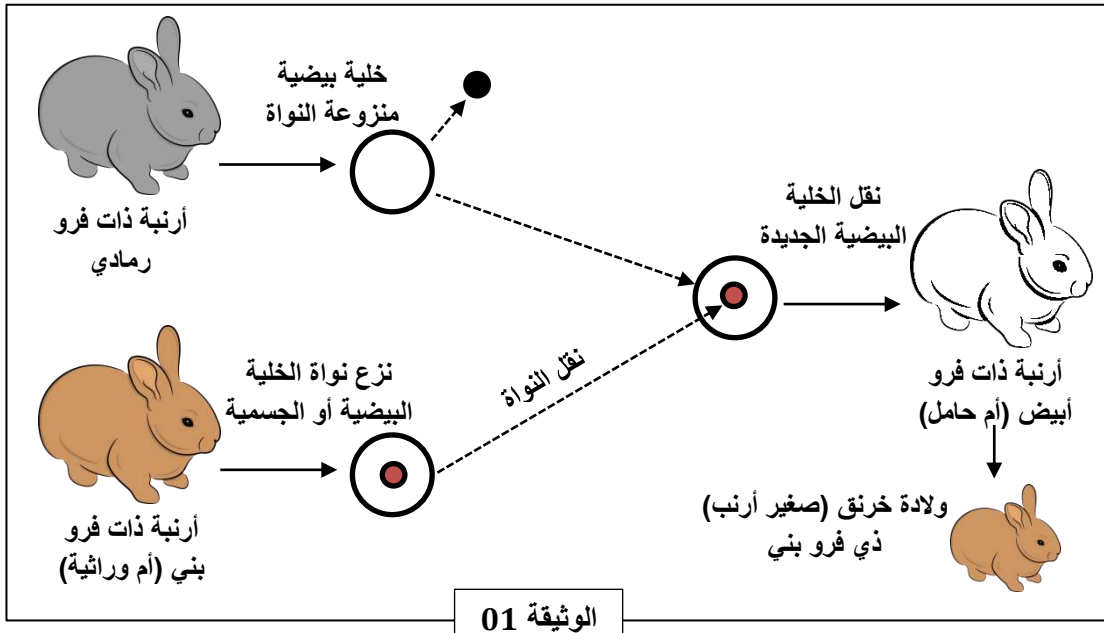 خلية بيضية
منزوعة النواة
أرنبة ذات فرو
رمادي
نقل الخلية
البيضية الجديدة
أرنبة ذات فرو
أبيض (أم حامل)
نزع نواة الخلية
البيضية أو الجسمية
نقل النواة
أرنبة ذات فرو
بني (أم وراثية)
ولادة خرنق (صغير أرنب)
ذي فرو بني
الوثيقة 01